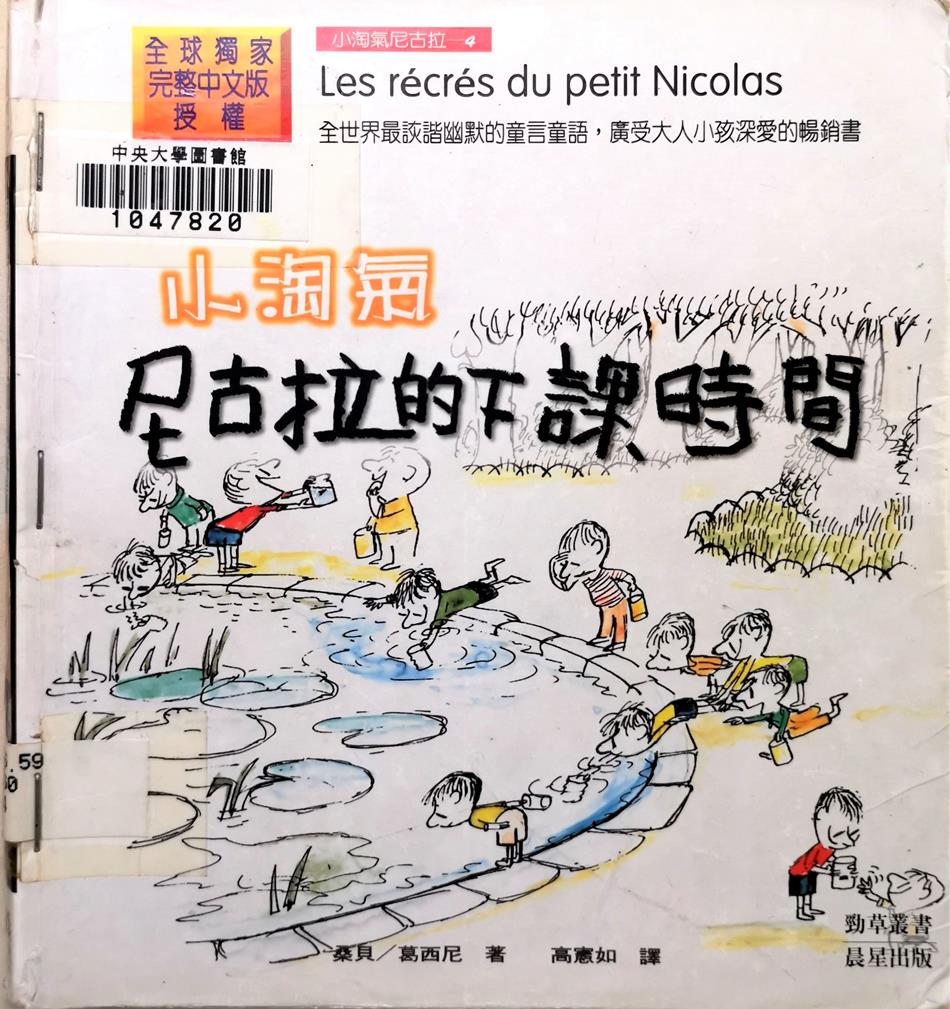 全球獨家
完整中文版
授權
小淘氣尼古拉—4
Les récrés du petit Nicolas
全世界最詼諧幽默的童言童語，廣受大人小孩深愛的暢銷書
中央大學圖書館
1047820
小淘氣
尼古拉的下課時間
.59
0
桑貝／葛西尼 著 高憲如 譯
勁草叢書
晨星出版